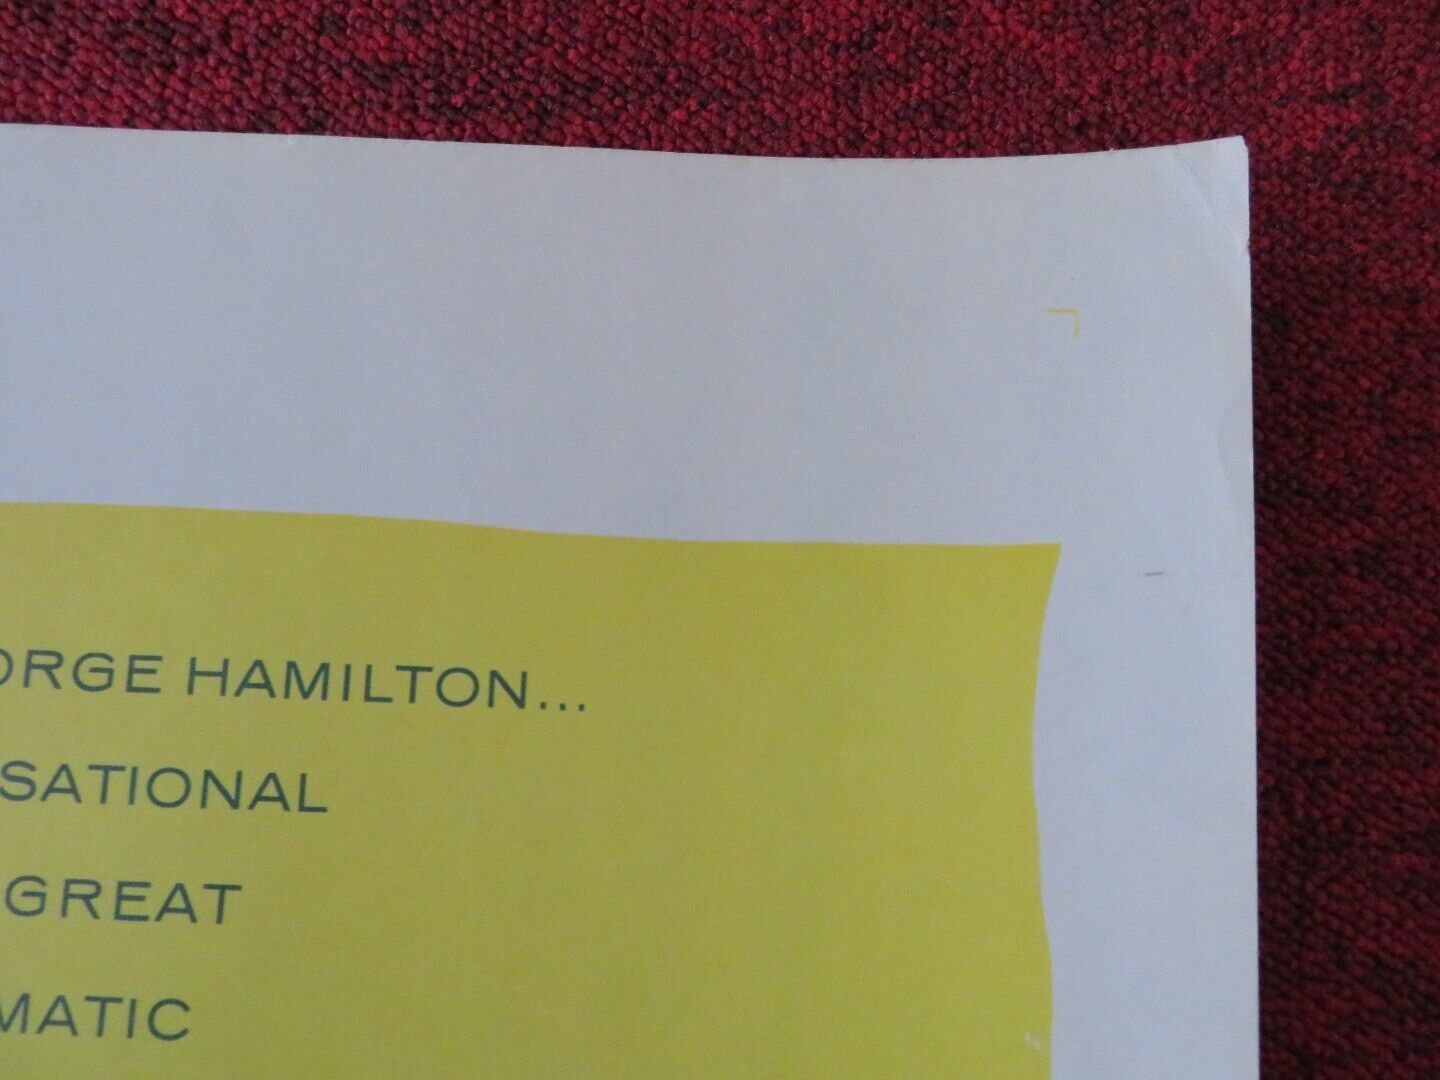 ORGE HAMILTON...
SATIONAL
GREAT
MATIC